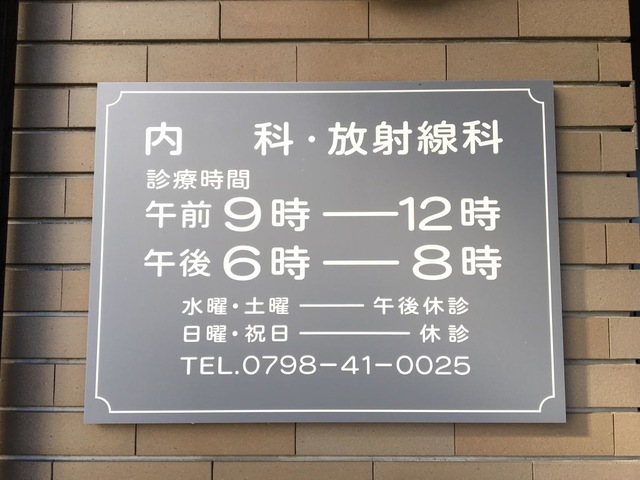 内　科・放射線科
診療時間
午前9時――12時
午後6時――8時
水曜・土曜――午後休診
日曜・祝日――休診
TEL.0798-41-0025